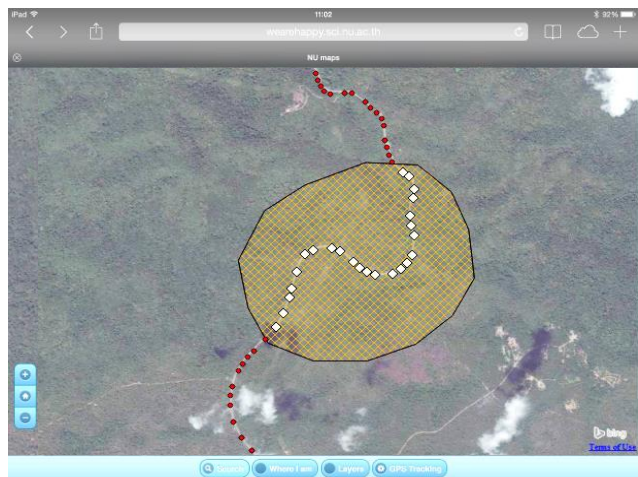 iPad 11:02 92%
wearehappy.sci.nu.ac.th
NU maps
bing
Terms of Use
Search Where I am Layers GPS Tracking